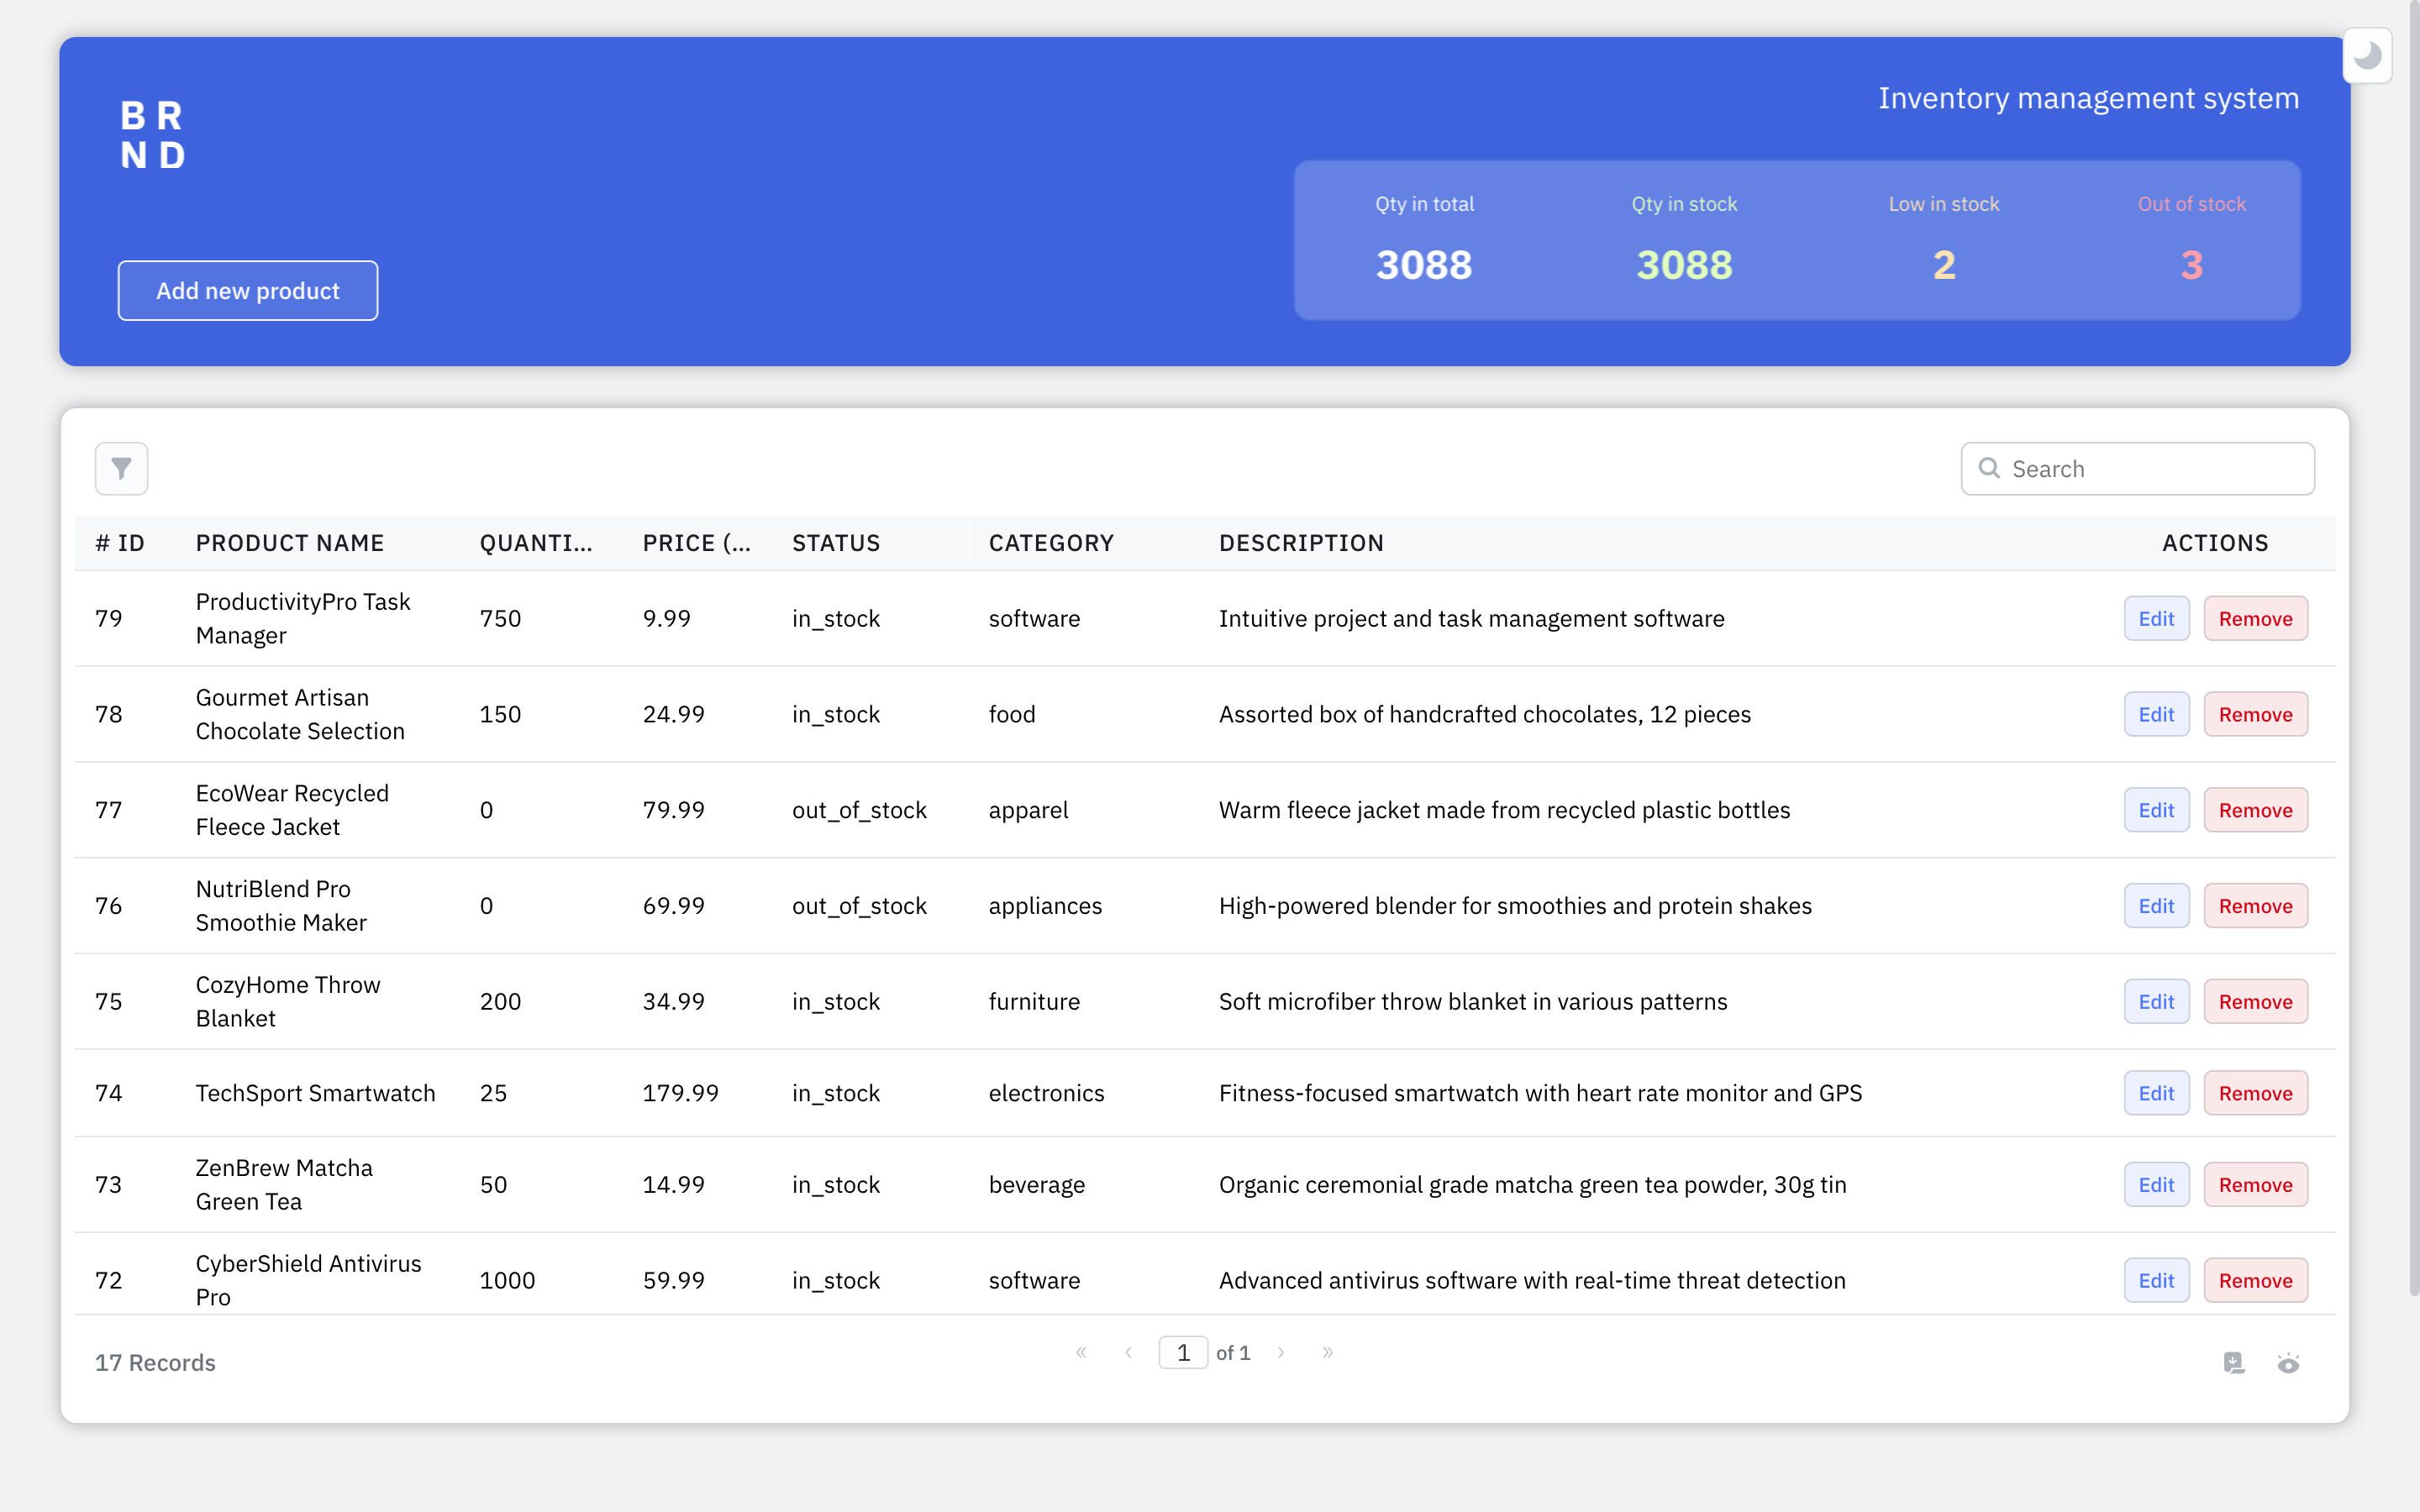 B R
N D
Inventory management system
Add new product
Qty in total
Qty in stock
Low in stock
Out of stock
3088
3088
2
3
Search
# ID
PRODUCT NAME
QUANTI...
PRICE (...
STATUS
CATEGORY
DESCRIPTION
ACTIONS
79
ProductivityPro Task
Manager
750
9.99
in_stock
software
Intuitive project and task management software
Edit
Remove
78
Gourmet Artisan
Chocolate Selection
150
24.99
in_stock
food
Assorted box of handcrafted chocolates, 12 pieces
Edit
Remove
77
EcoWear Recycled
Fleece Jacket
0
79.99
out_of_stock
apparel
Warm fleece jacket made from recycled plastic bottles
Edit
Remove
76
NutriBlend Pro
Smoothie Maker
0
69.99
out_of_stock
appliances
High-powered blender for smoothies and protein shakes
Edit
Remove
75
CozyHome Throw
Blanket
200
34.99
in_stock
furniture
Soft microfiber throw blanket in various patterns
Edit
Remove
74
TechSport Smartwatch
25
179.99
in_stock
electronics
Fitness-focused smartwatch with heart rate monitor and GPS
Edit
Remove
73
ZenBrew Matcha
Green Tea
50
14.99
in_stock
beverage
Organic ceremonial grade matcha green tea powder, 30g tin
Edit
Remove
72
CyberShield Antivirus
Pro
1000
59.99
in_stock
software
Advanced antivirus software with real-time threat detection
Edit
Remove
17 Records
« ‹ 1 of 1 › »